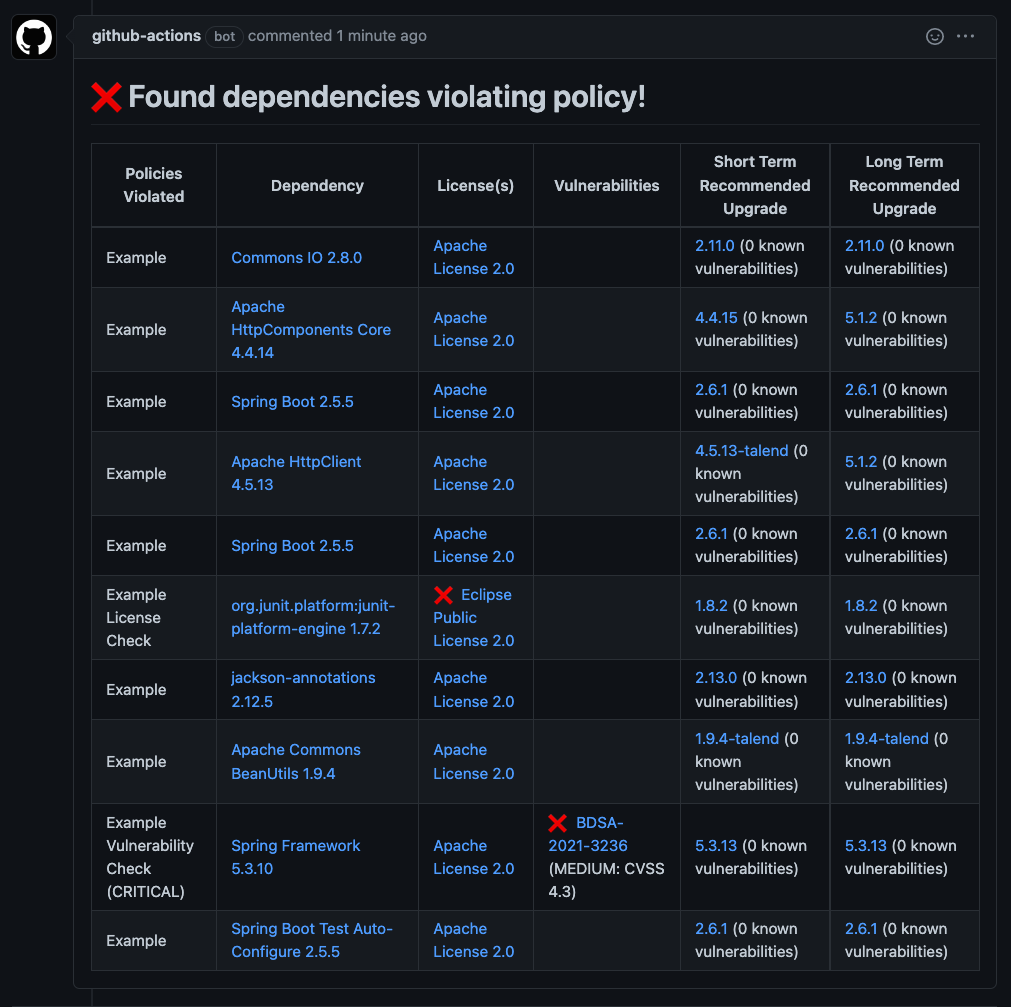 github-actions bot commented 1 minute ago
❌ Found dependencies violating policy!
Policies
Violated
Dependency
License(s)
Vulnerabilities
Short Term
Recommended
Upgrade
Long Term
Recommended
Upgrade
Example
Commons IO 2.8.0
Apache
License 2.0
2.11.0 (0 known
vulnerabilities)
2.11.0 (0 known
vulnerabilities)
Example
Apache
HttpComponents Core
4.4.14
Apache
License 2.0
4.4.15 (0 known
vulnerabilities)
5.1.2 (0 known
vulnerabilities)
Example
Spring Boot 2.5.5
Apache
License 2.0
2.6.1 (0 known
vulnerabilities)
2.6.1 (0 known
vulnerabilities)
Example
Apache HttpClient
4.5.13
Apache
License 2.0
4.5.13-talend (0
known
vulnerabilities)
5.1.2 (0 known
vulnerabilities)
Example
Spring Boot 2.5.5
Apache
License 2.0
2.6.1 (0 known
vulnerabilities)
2.6.1 (0 known
vulnerabilities)
Example
License
Check
org.junit.platform:junit-
platform-engine 1.7.2
❌ Eclipse
Public
License 2.0
1.8.2 (0 known
vulnerabilities)
1.8.2 (0 known
vulnerabilities)
Example
jackson-annotations
2.12.5
Apache
License 2.0
2.13.0 (0 known
vulnerabilities)
2.13.0 (0 known
vulnerabilities)
Example
Apache Commons
BeanUtils 1.9.4
Apache
License 2.0
1.9.4-talend (0
known
vulnerabilities)
1.9.4-talend (0
known
vulnerabilities)
Example
Vulnerability
Check
(CRITICAL)
Spring Framework
5.3.10
Apache
License 2.0
❌ BDSA-
2021-3236
(MEDIUM: CVSS
4.3)
5.3.13 (0 known
vulnerabilities)
5.3.13 (0 known
vulnerabilities)
Example
Spring Boot Test Auto-
Configure 2.5.5
Apache
License 2.0
2.6.1 (0 known
vulnerabilities)
2.6.1 (0 known
vulnerabilities)